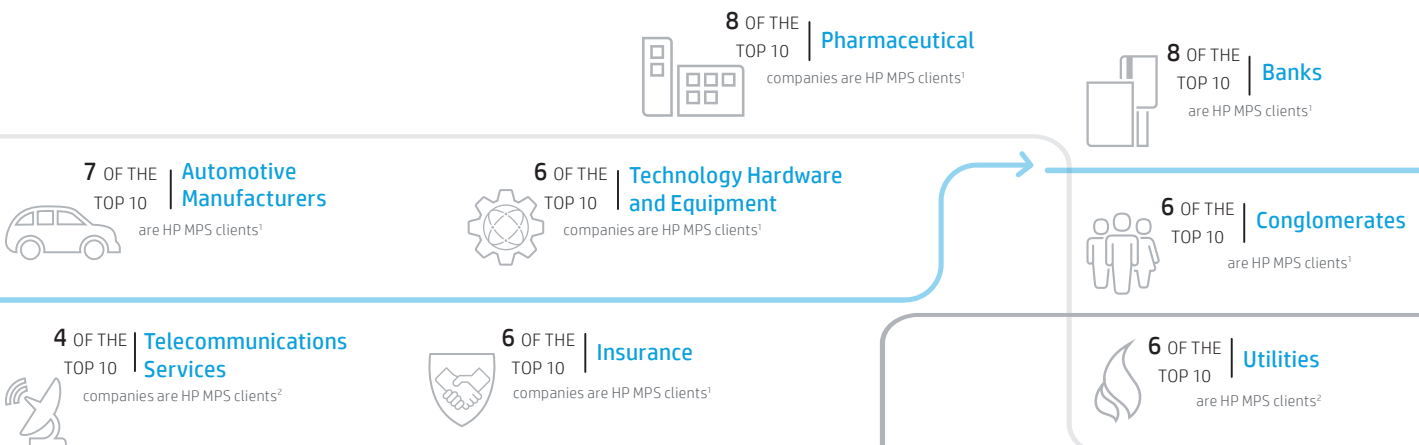 8 OF THE
TOP 10
Pharmaceutical
companies are HP MPS clients¹
8 OF THE
TOP 10
Banks
are HP MPS clients¹
7 OF THE
TOP 10
Automotive
Manufacturers
are HP MPS clients¹
6 OF THE
TOP 10
Technology Hardware
and Equipment
companies are HP MPS clients¹
6 OF THE
TOP 10
Conglomerates
are HP MPS clients¹
4 OF THE
TOP 10
Telecommunications
Services
companies are HP MPS clients²
6 OF THE
TOP 10
Insurance
companies are HP MPS clients¹
6 OF THE
TOP 10
Utilities
are HP MPS clients²